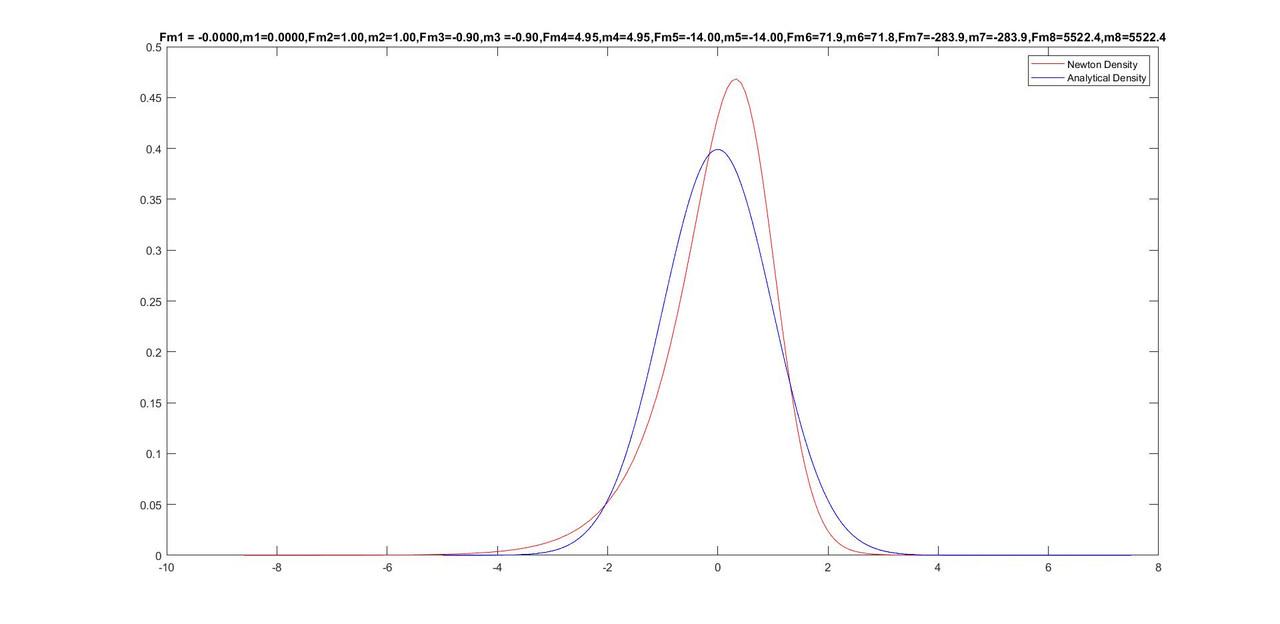 Fm1 = -0.0000,m1=0.0000,Fm2=1.00,m2=1.00,Fm3=-0.90,m3 =-0.90,Fm4=4.95,m4=4.95,Fm5=-14.00,m5=-14.00,Fm6=71.9,m6=71.8,Fm7=-283.9,m7=-283.9,Fm8=5522.4,m8=5522.4
Newton Density
Analytical Density
0.5
0.45
0.4
0.35
0.3
0.25
0.2
0.15
0.1
0.05
0
-10 -8 -6 -4 -2 0 2 4 6 8